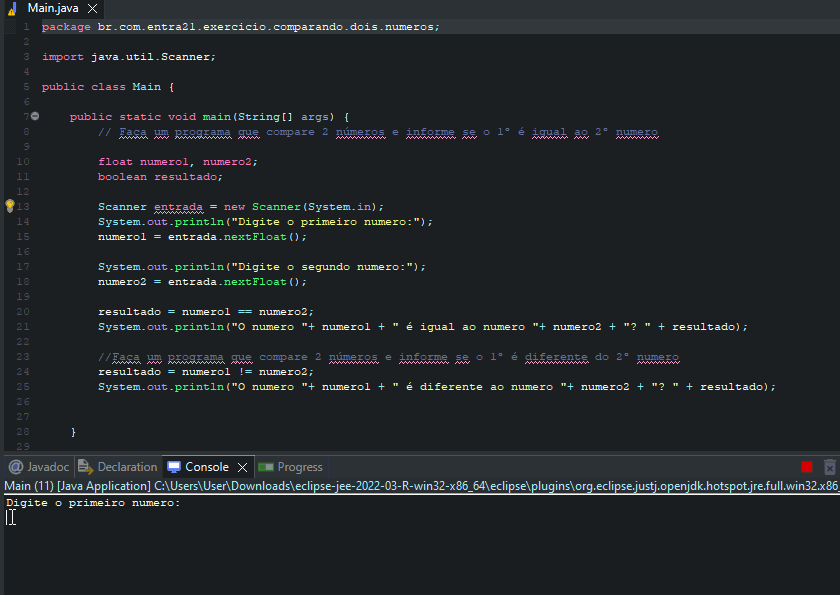 Main.java
1 package br.com.entra21.exercicio.comparando.dois.numeros;
2
3 import java.util.Scanner;
4
5 public class Main {
6
7 public static void main(String[] args) {
8 // Faça um programa que compare 2 números e informe se o 1º é igual ao 2º numero
9
10 float numero1, numero2;
11 boolean resultado;
12
13 Scanner entrada = new Scanner(System.in);
14 System.out.println("Digite o primeiro numero:");
15 numero1 = entrada.nextFloat();
16
17 System.out.println("Digite o segundo numero:");
18 numero2 = entrada.nextFloat();
19
20 resultado = numero1 == numero2;
21 System.out.println("O numero "+ numero1 + " é igual ao numero "+ numero2 + "? " + resultado);
22
23 //Faça um programa que compare 2 números e informe se o 1º é diferente do 2º numero
24 resultado = numero1 != numero2;
25 System.out.println("O numero "+ numero1 + " é diferente ao numero "+ numero2 + "? " + resultado);
26
27
28 }
29
Javadoc Declaration Console Progress
Main (11) [Java Application] C:\Users\User\Downloads\eclipse-jee-2022-03-R-win32-x86_64\eclipse\plugins\org.eclipse.justj.openjdk.hotspot.jre.full.win32.x86_
Digite o primeiro numero: